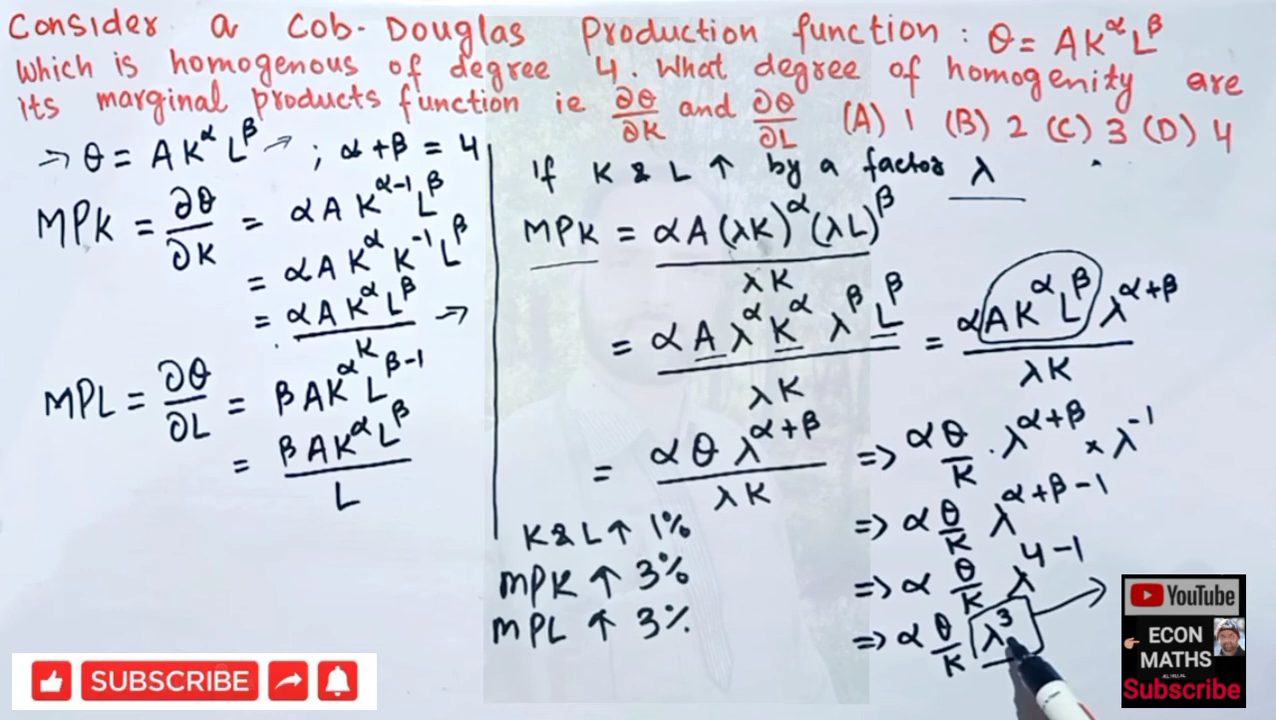 Consider a Cob-Douglas Production function : θ = AK^α L^β
which is homogenous of degree 4. What degree of homogenity are
its marginal products function ie ∂θ/∂K and ∂θ/∂L (A) 1 (B) 2 (C) 3 (D) 4
→ θ = AK^α L^β → ; α+β = 4
MPK = ∂θ/∂K = αAK^(α-1) L^β
= αAK^α K^-1 L^β
= αAK^α L^β / K →
MPL = ∂θ/∂L = βAK^α L^(β-1)
= βAK^α L^β / L
If K & L ↑ by a factor λ
MPK = αA(λK)^α (λL)^β / λK
= αAλ^α K^α λ^β L^β / λK = αAK^α L^β λ^(α+β) / λK
= αθλ^(α+β) / λK => αθ/K · λ^(α+β) × λ^-1
K & L ↑ 1% => α θ/K λ^(α+β-1)
MPK ↑ 3% => α θ/K λ^(4-1)
MPL ↑ 3% => α θ/K λ^3
SUBSCRIBE
YouTube
ECON
MATHS
Subscribe